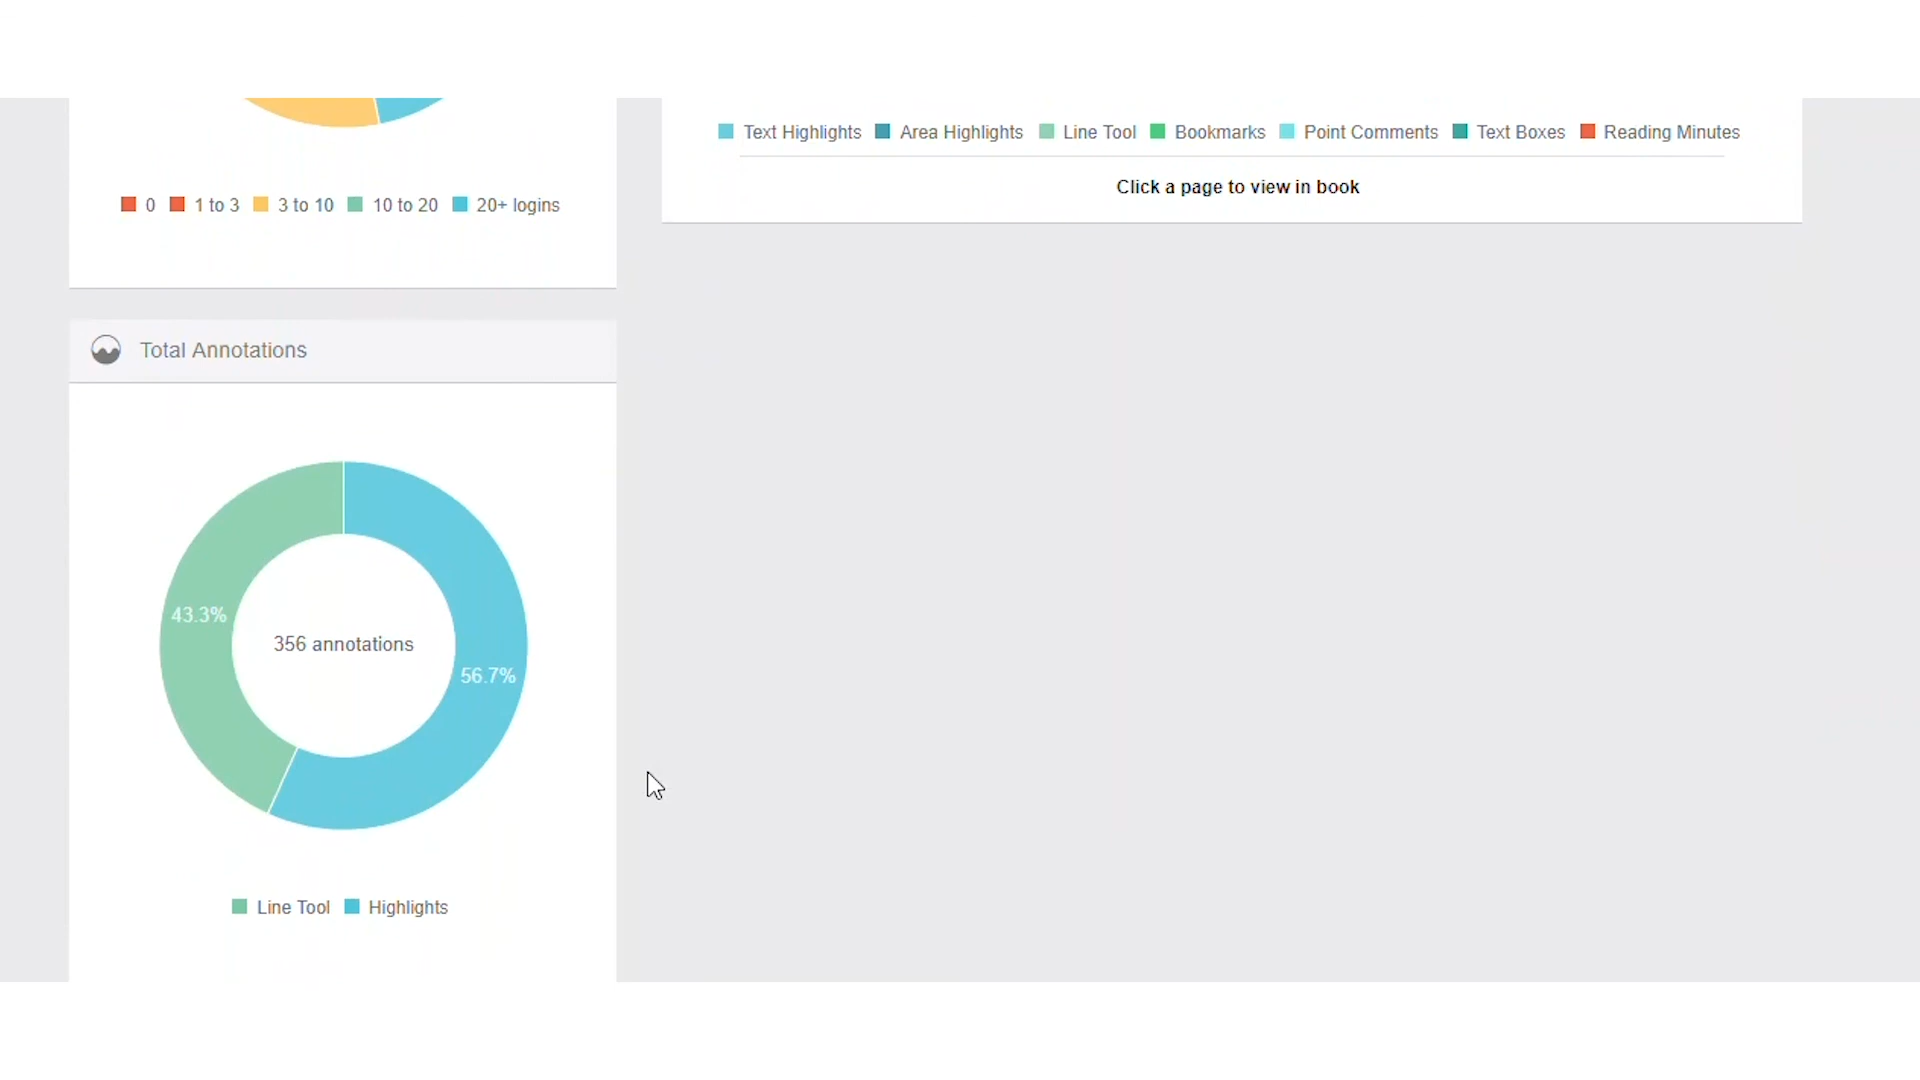 Text Highlights Area Highlights Line Tool Bookmarks Point Comments Text Boxes Reading Minutes
Click a page to view in book
0 1 to 3 3 to 10 10 to 20 20+ logins
Total Annotations
43.3%
356 annotations
56.7%
Line Tool Highlights